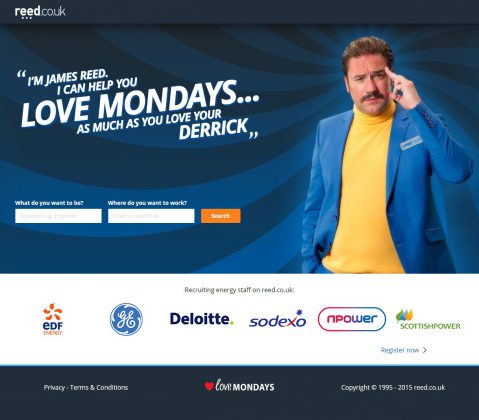 reed.co.uk
“I'M JAMES REED.
I CAN HELP YOU
LOVE MONDAYS...
AS MUCH AS YOU LOVE YOUR
DERRICK„
reed.co.uk
What do you want to be? Where do you want to work?
keyword e.g. engineer town or postcode Search
Recruiting energy staff on reed.co.uk:
eDF
ENERGY
GE
Deloitte.
sodexo
npower
SCOTTISHPOWER
Register now >
Privacy - Terms & Conditions love MONDAYS Copyright © 1995 - 2015 reed.co.uk